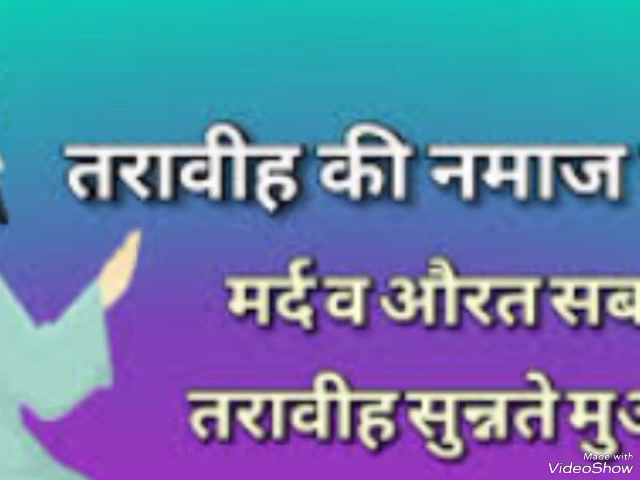 तरावीह की नमाज
मर्द व औरत सब
तरावीह सुन्नते
Made with
VideoShow